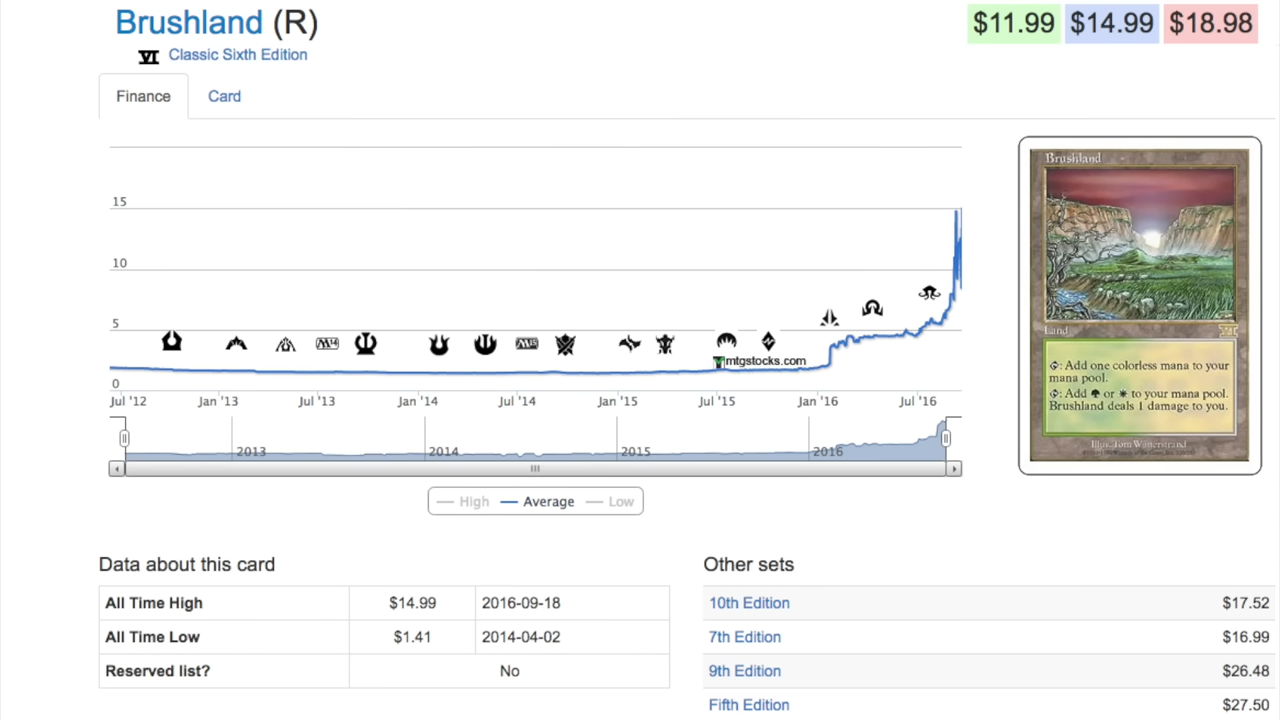 Brushland (R)
$11.99 $14.99 $18.98
VI Classic Sixth Edition
Finance Card
15
10
5
0
M14
M15
mtgstocks.com
Jul '12 Jan '13 Jul '13 Jan '14 Jul '14 Jan '15 Jul '15 Jan '16 Jul '16
2013 2014 2015 2016
High Average Low
Brushland
Land
: Add one colorless mana to your
mana pool.
: Add or to your mana pool.
Brushland deals 1 damage to you.
Data about this card
All Time High $14.99 2016-09-18
All Time Low $1.41 2014-04-02
Reserved list? No
Other sets
10th Edition $17.52
7th Edition $16.99
9th Edition $26.48
Fifth Edition $27.50